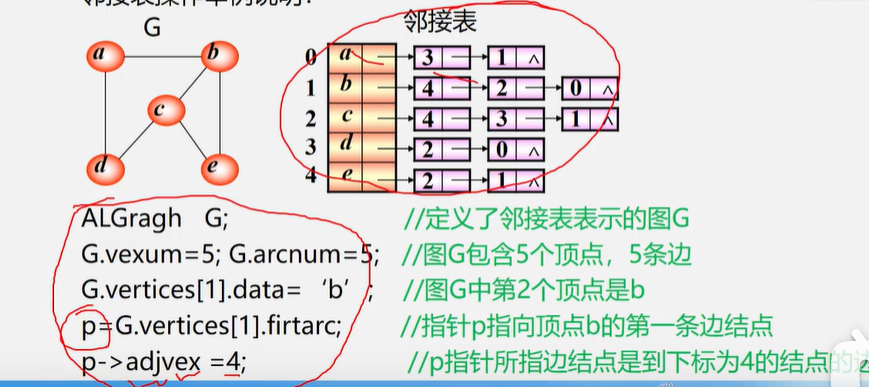 邻接表操作举例说明:
G
邻接表
a b c d e
0 a 3 1 ∧
1 b 4 2 0 ∧
2 c 4 3 1 ∧
3 d 2 0 ∧
4 e 2 1 ∧
ALGragh G; //定义了邻接表表示的图G
G.vexum=5; G.arcnum=5; //图G包含5个顶点，5条边
G.vertices[1].data= ‘b’ ; //图G中第2个顶点是b
p=G.vertices[1].firtarc; //指针p指向顶点b的第一条边结点
p->adjvex =4; //p指针所指边结点是到下标为4的结点的边